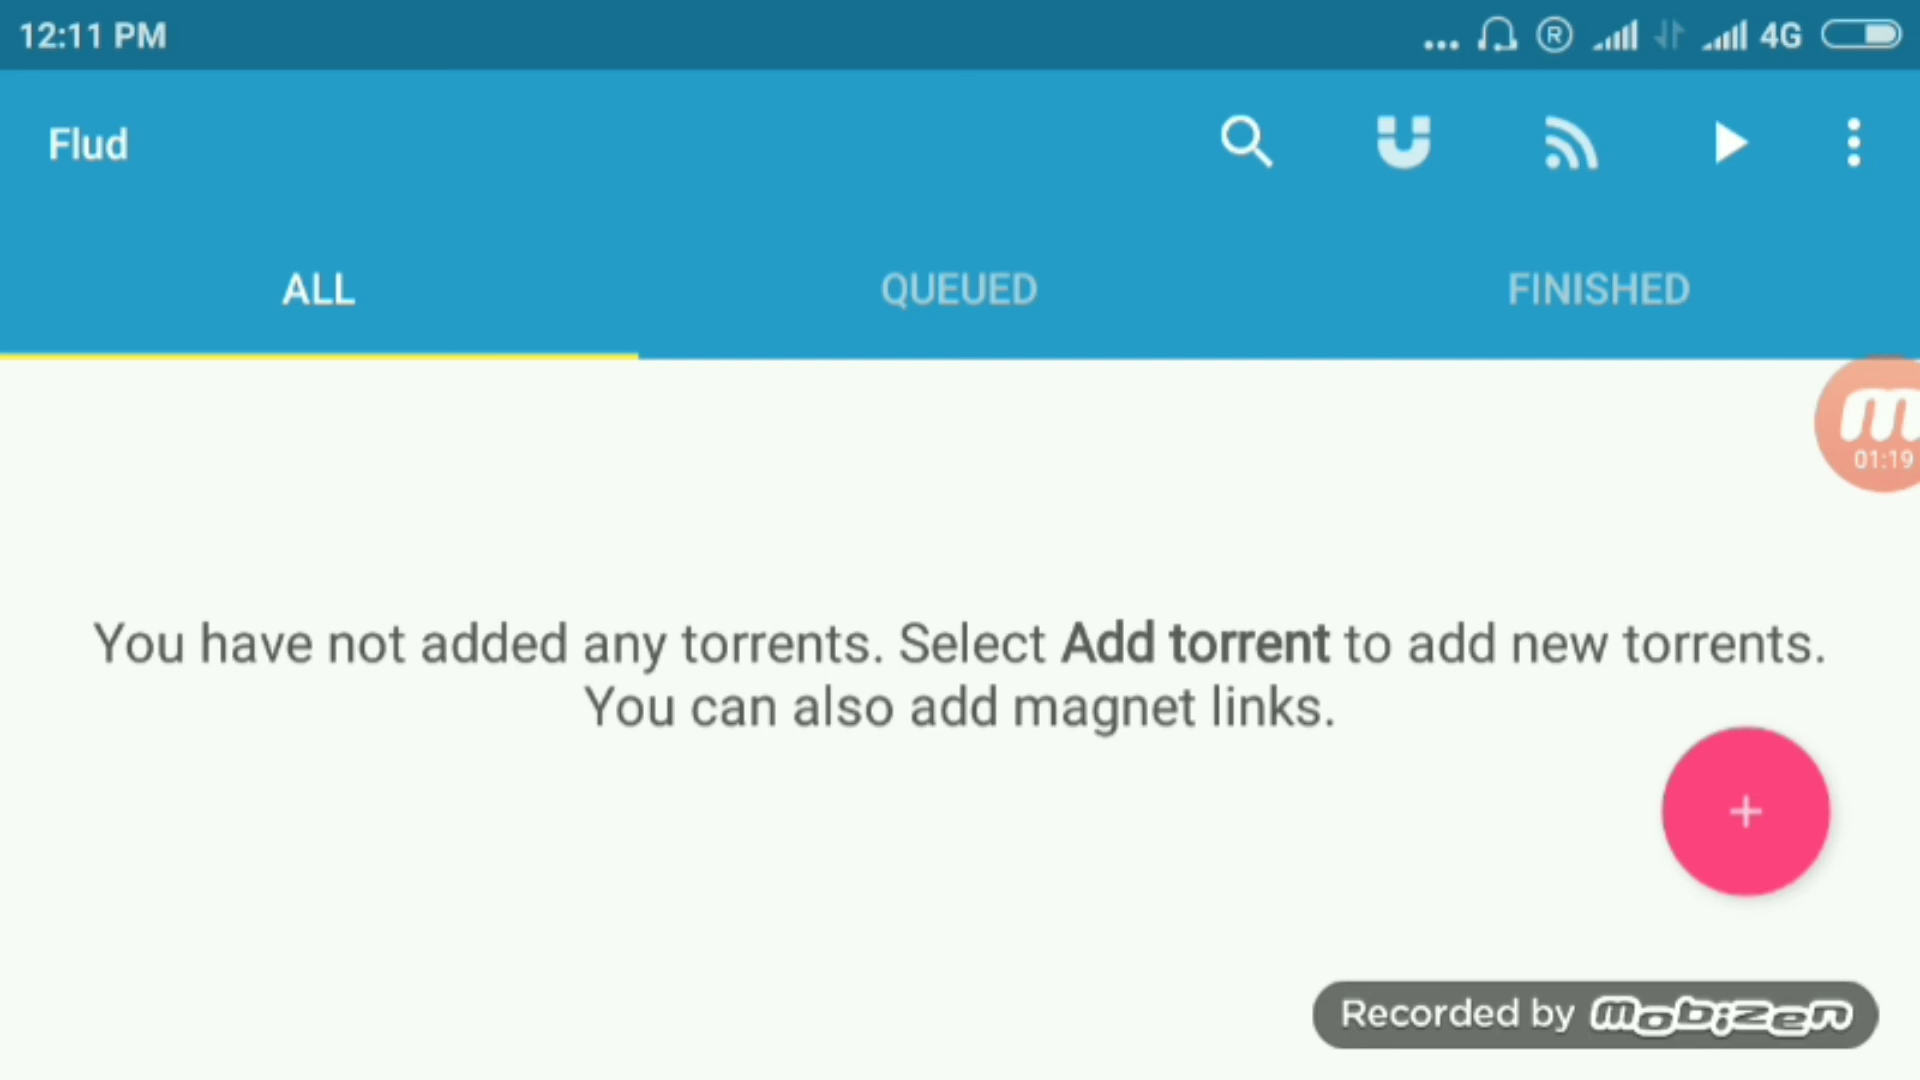 12:11 PM
... R 4G
Flud
ALL QUEUED FINISHED
m
01:19
You have not added any torrents. Select Add torrent to add new torrents.
You can also add magnet links.
+
Recorded by mobizen